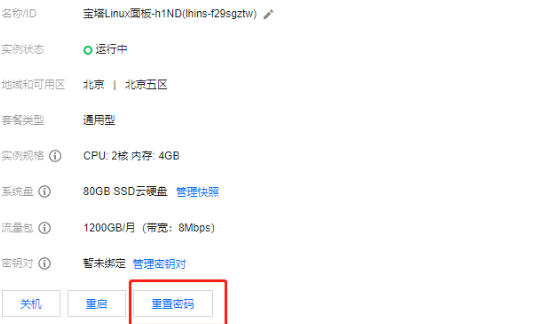 名称/ID 宝塔Linux面板-h1ND(lhins-f29sgztw)
实例状态 运行中
地域和可用区 北京 | 北京五区
套餐类型 通用型
实例规格 CPU: 2核 内存: 4GB
系统盘 80GB SSD云硬盘 管理快照
流量包 1200GB/月（带宽：8Mbps）
密钥对 暂未绑定 管理密钥对
关机 重启 重置密码